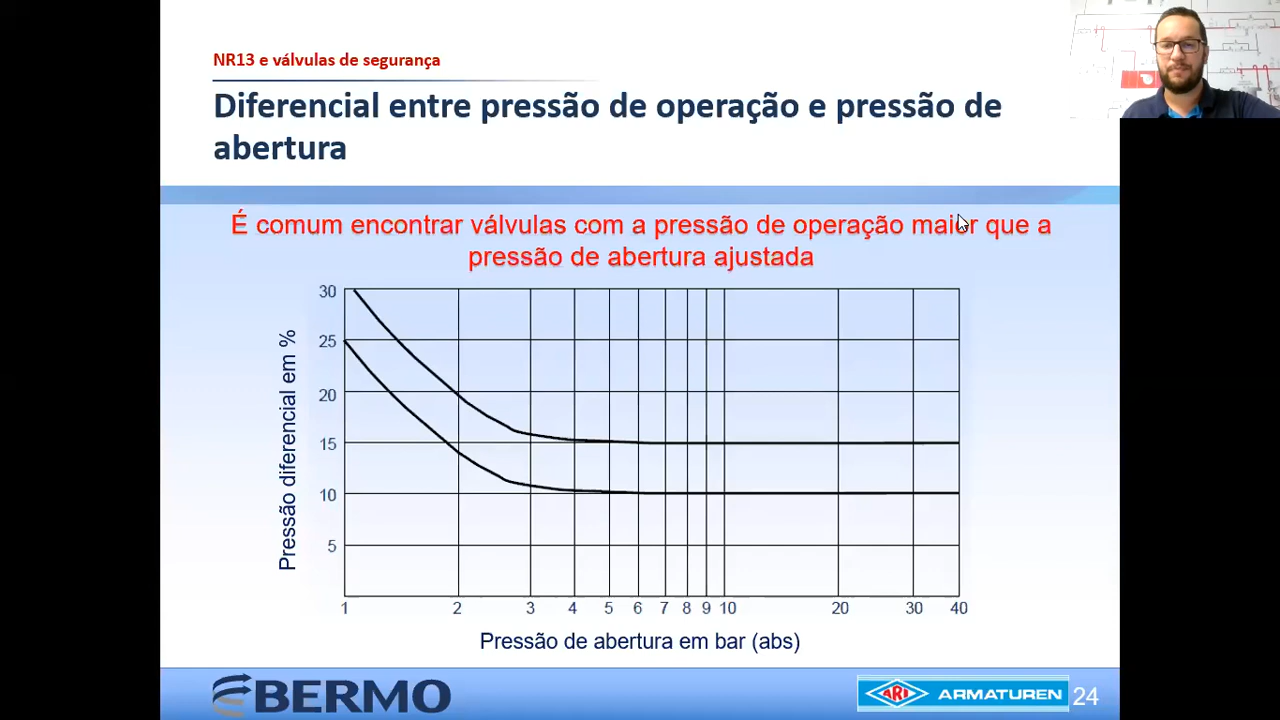 NR13 e válvulas de segurança
Diferencial entre pressão de operação e pressão de
abertura
É comum encontrar válvulas com a pressão de operação maior que a
pressão de abertura ajustada
Pressão diferencial em %
30
25
20
15
10
5
1 2 3 4 5 6 7 8 9 10 20 30 40
Pressão de abertura em bar (abs)
BERMO
ARI ARMATUREN 24